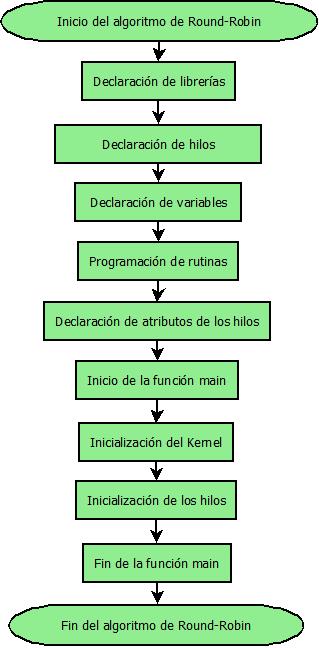 Inicio del algoritmo de Round-Robin
Declaración de librerías
Declaración de hilos
Declaración de variables
Programación de rutinas
Declaración de atributos de los hilos
Inicio de la función main
Inicialización del Kernel
Inicialización de los hilos
Fin de la función main
Fin del algoritmo de Round-Robin